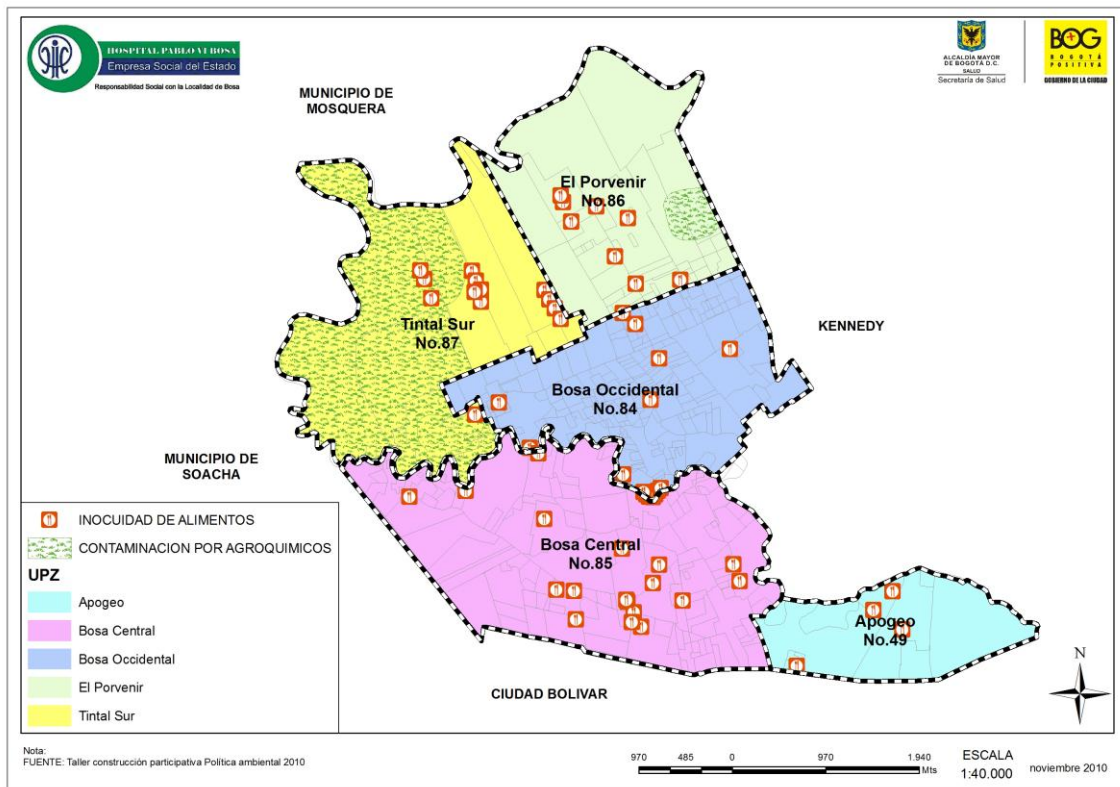 HOSPITAL PABLO VI BOSA
Empresa Social del Estado
Responsabilidad Social con la Localidad de Bosa
ALCALDÍA MAYOR
DE BOGOTÁ D.C.
SALUD
Secretaría de Salud
BOG
BOGOTÁ
POSITIVA
GOBIERNO DE LA CIUDAD
MUNICIPIO DE
MOSQUERA
El Porvenir
No.86
Tintal Sur
No.87
KENNEDY
Bosa Occidental
No.84
MUNICIPIO DE
SOACHA
Bosa Central
No.85
Apogeo
No.49
CIUDAD BOLIVAR
INOCUIDAD DE ALIMENTOS
CONTAMINACION POR AGROQUIMICOS
UPZ
Apogeo
Bosa Central
Bosa Occidental
El Porvenir
Tintal Sur
N
Nota:
FUENTE: Taller construcción participativa Política ambiental 2010
970 485 0 970 1.940
Mts
ESCALA
1:40.000
noviembre 2010